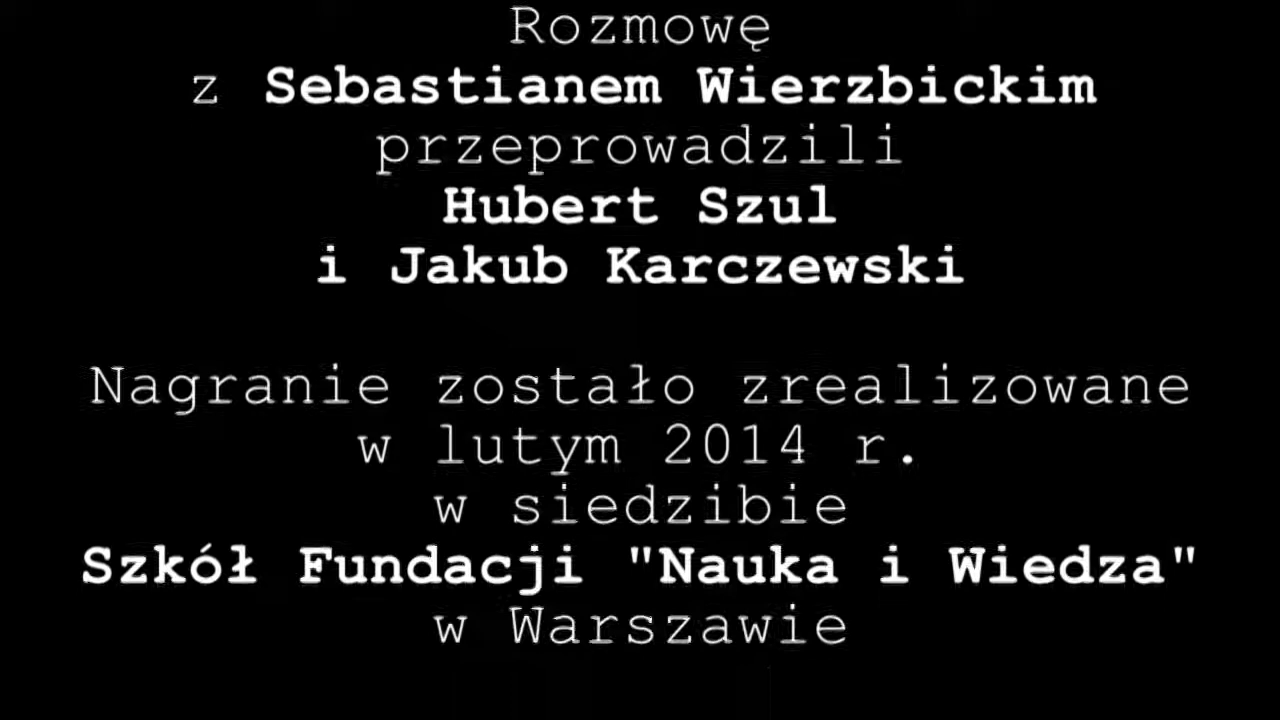 Rozmowę
z Sebastianem Wierzbickim
przeprowadzili
Hubert Szul
i Jakub Karczewski
Nagranie zostało zrealizowane
w lutym 2014 r.
w siedzibie
Szkół Fundacji "Nauka i Wiedza"
w Warszawie